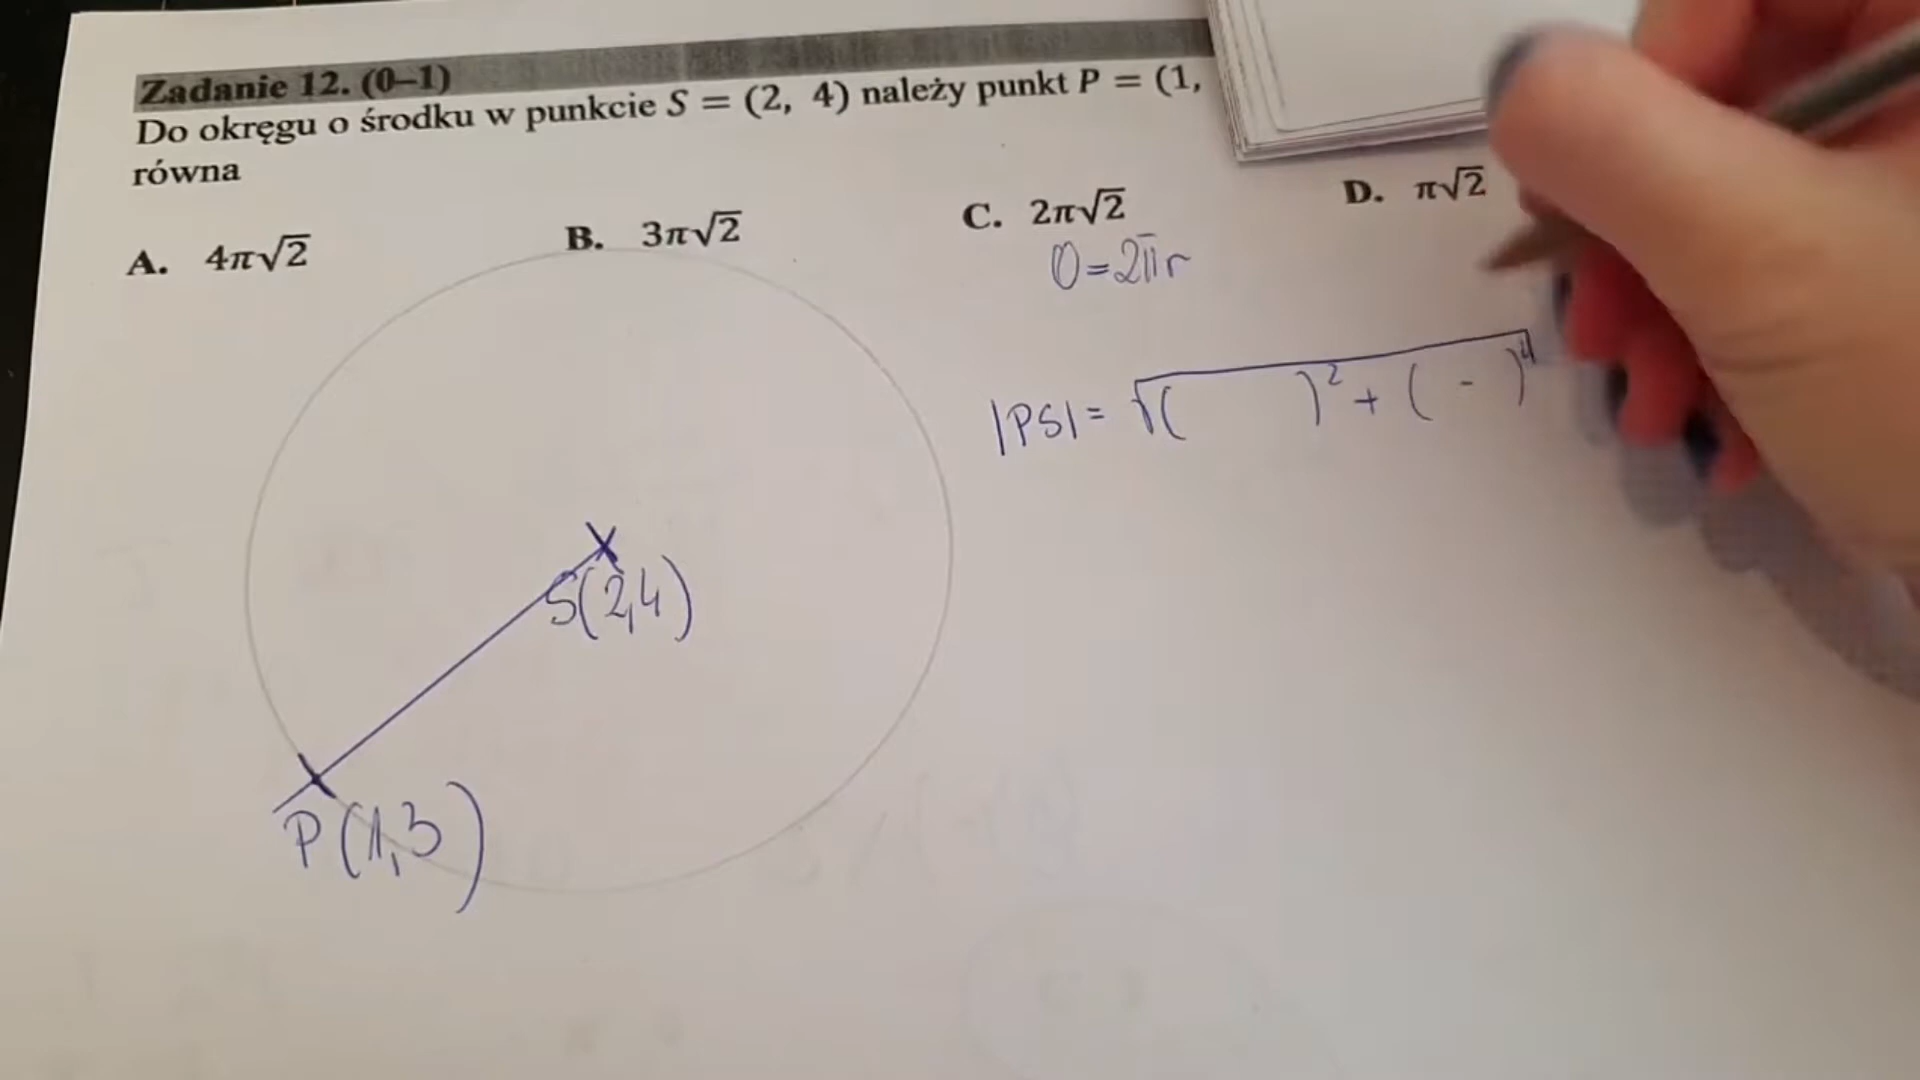 Zadanie 12. (0–1)
Do okręgu o środku w punkcie S = (2, 4) należy punkt P = (1,
równa
A. 4π√2 B. 3π√2 C. 2π√2 D. π√2
O=2πr
|PS| = √( )² + ( - )⁴
S(2,4)
P(1,3)